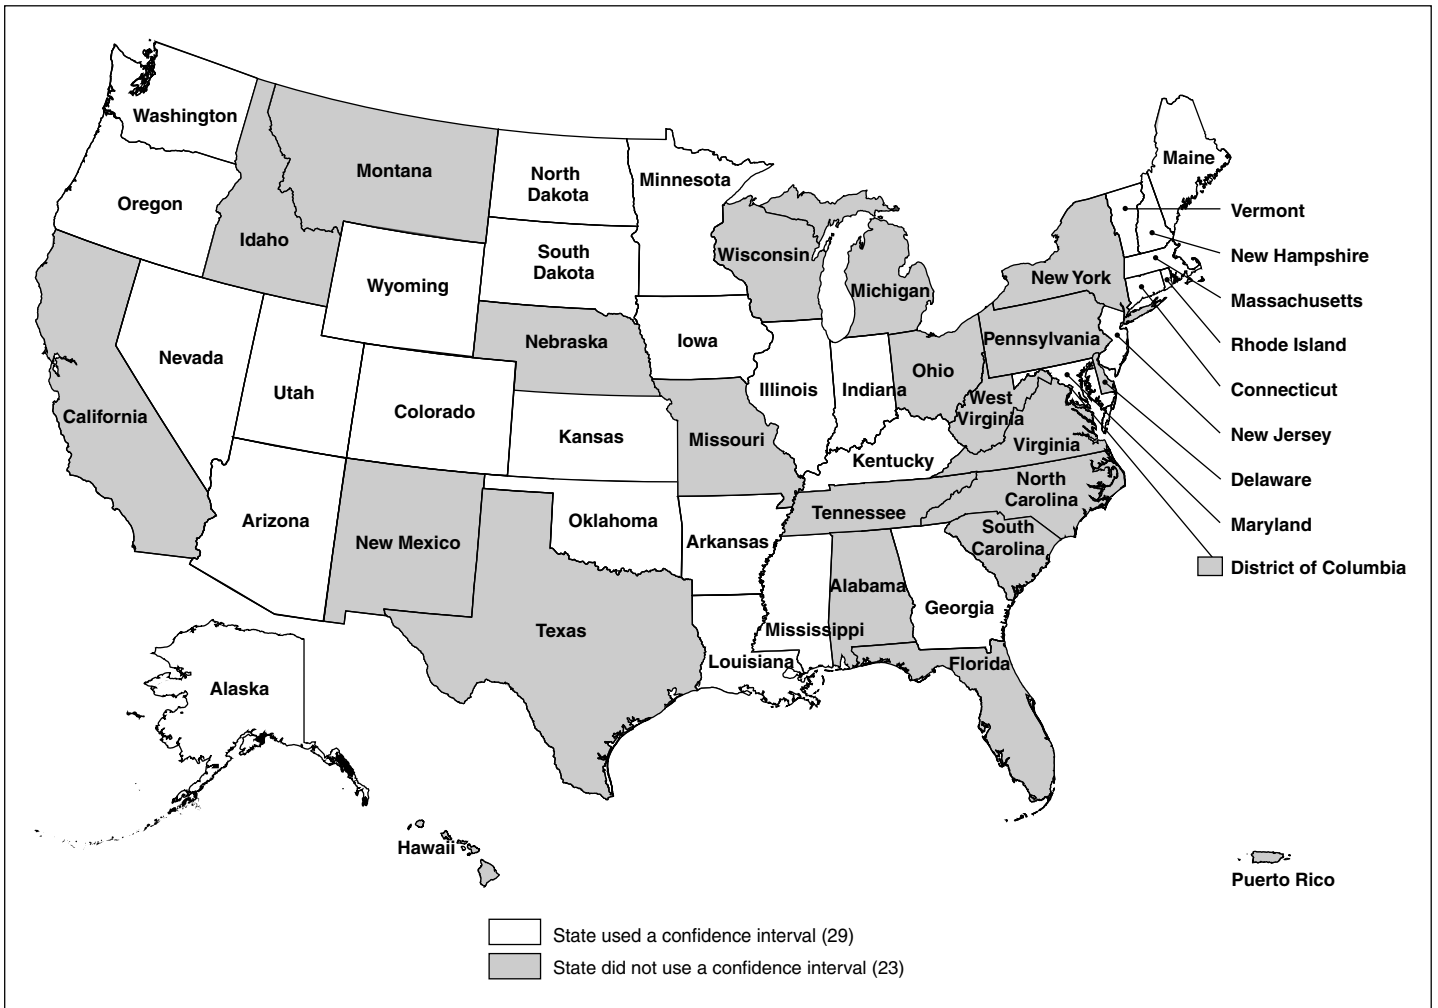 Washington
Montana
North
Dakota
Minnesota
Maine
Oregon
Idaho
Vermont
South
Dakota
Wisconsin
New Hampshire
Wyoming
New York
Michigan
Massachusetts
Nebraska
Iowa
Pennsylvania
Rhode Island
Nevada
Ohio
Utah
Illinois
Indiana
Connecticut
Colorado
West
Virginia
California
Kansas
Missouri
Virginia
New Jersey
Kentucky
Delaware
North
Carolina
Arizona
Oklahoma
Tennessee
Maryland
New Mexico
Arkansas
South
Carolina
District of Columbia
Alabama
Georgia
Texas
Mississippi
Louisiana
Florida
Alaska
Hawaii
Puerto Rico
State used a confidence interval (29)
State did not use a confidence interval (23)